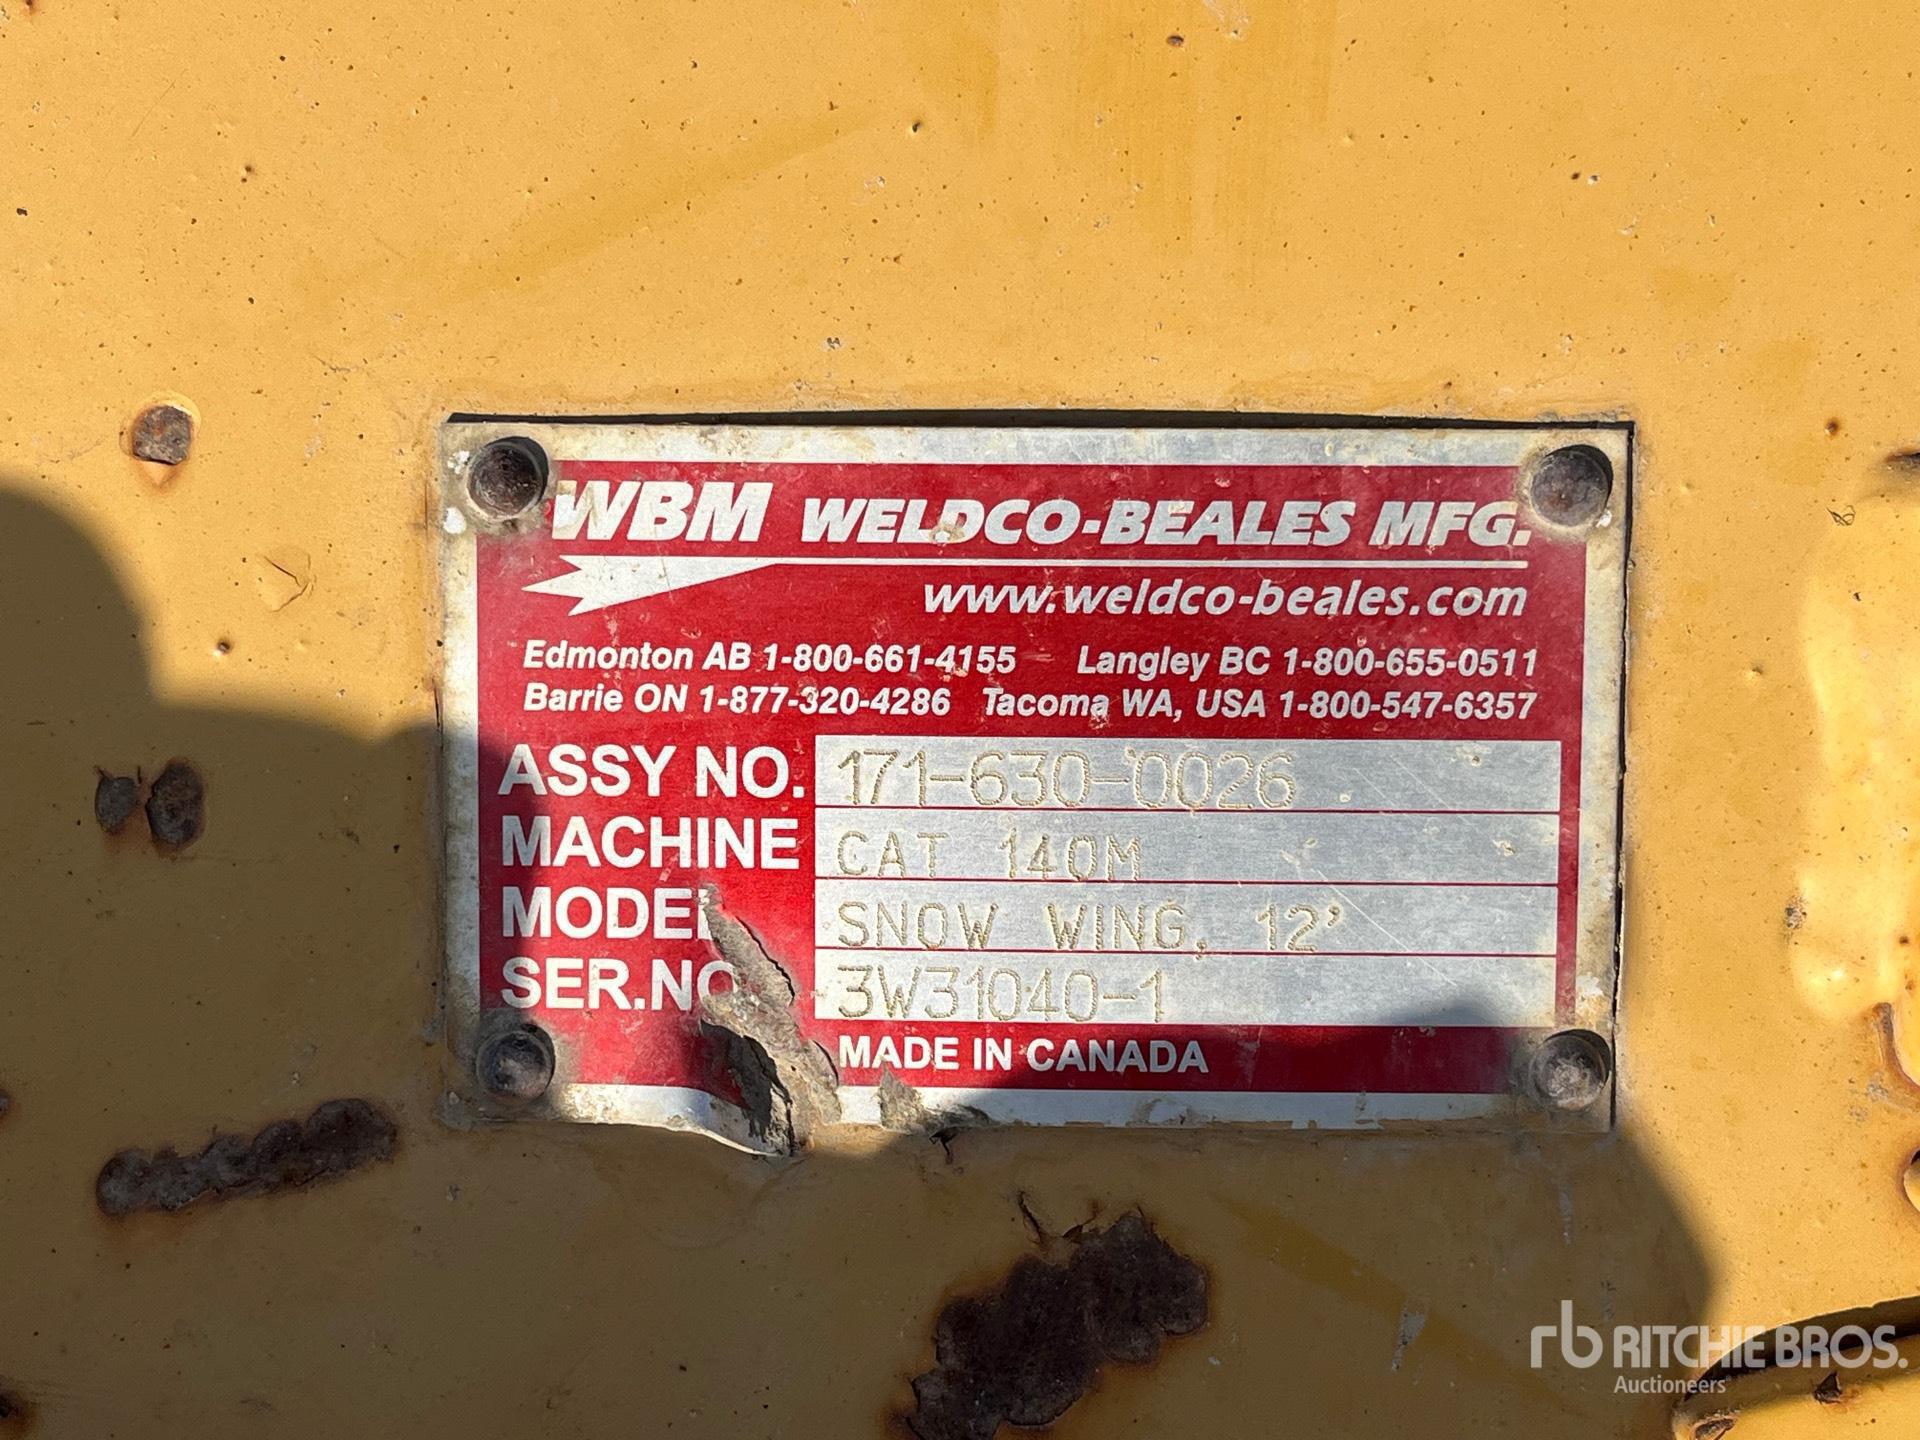 WBM WELDCO-BEALES MFG.
www.weldco-beales.com
Edmonton AB 1-800-661-4155 Langley BC 1-800-655-0511
Barrie ON 1-877-320-4286 Tacoma WA, USA 1-800-547-6357
ASSY NO. 171-630-0026
MACHINE CAT 140M
MODEL SNOW WING, 12'
SER.NO 3W31040-1
MADE IN CANADA
rb RITCHIE BROS.
Auctioneers